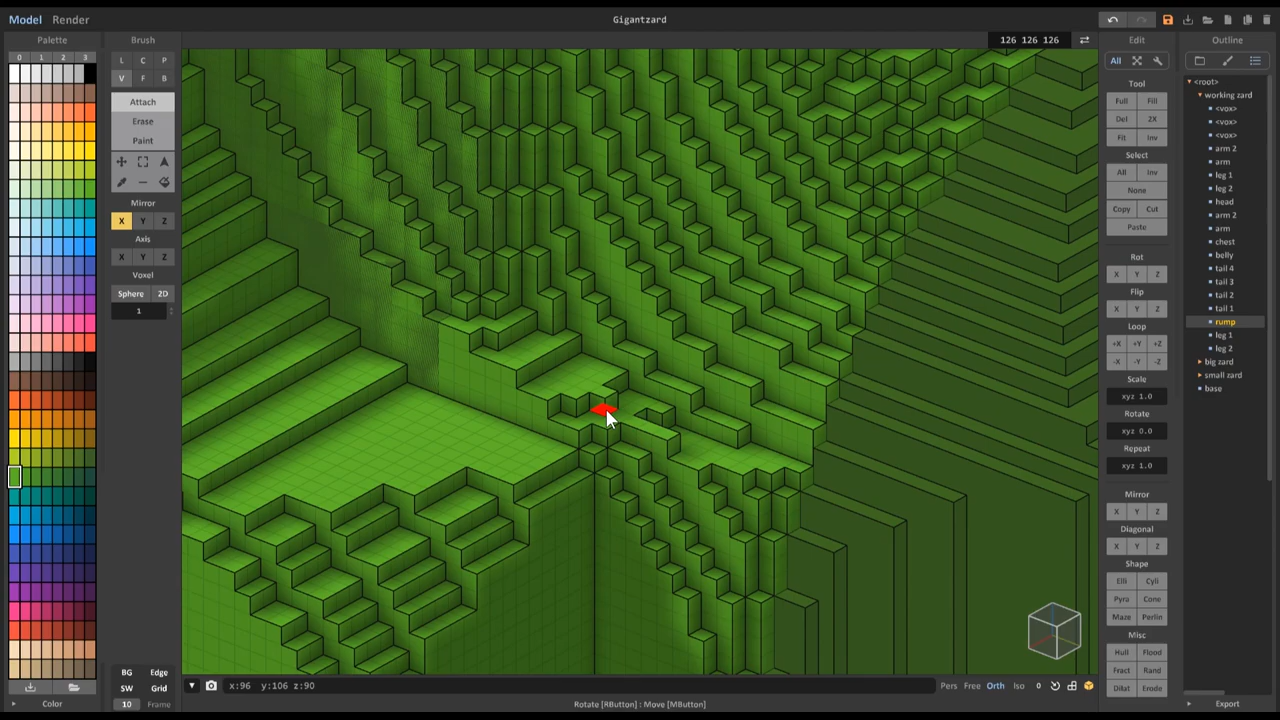 Model Render
Gigantzard
Palette
0 1 2 3
Color
Brush
L C P
V F B
Attach
Erase
Paint
Mirror
X Y Z
Axis
X Y Z
Voxel
Sphere 2D
1
BG Edge
SW Grid
10 Frame
126 126 126
x:96 y:106 z:90
Pers Free Orth Iso 0
Rotate [RButton] : Move [MButton]
Edit
All
Tool
Full Fill
Del 2X
Fit Inv
Select
All Inv
None
Copy Cut
Paste
Rot
X Y Z
Flip
X Y Z
Loop
+X +Y +Z
-X -Y -Z
Scale
xyz 1.0
Rotate
xyz 0.0
Repeat
xyz 1.0
Mirror
X Y Z
Diagonal
X Y Z
Shape
Elli Cyli
Pyra Cone
Maze Perlin
Misc
Hull Flood
Fract Rand
Dilat Erode
Outline
<root>
working zard
<vox>
<vox>
<vox>
arm 2
arm
leg 1
leg 2
head
arm 2
arm
chest
belly
tail 4
tail 3
tail 2
tail 1
rump
leg 1
leg 2
big zard
small zard
base
Export